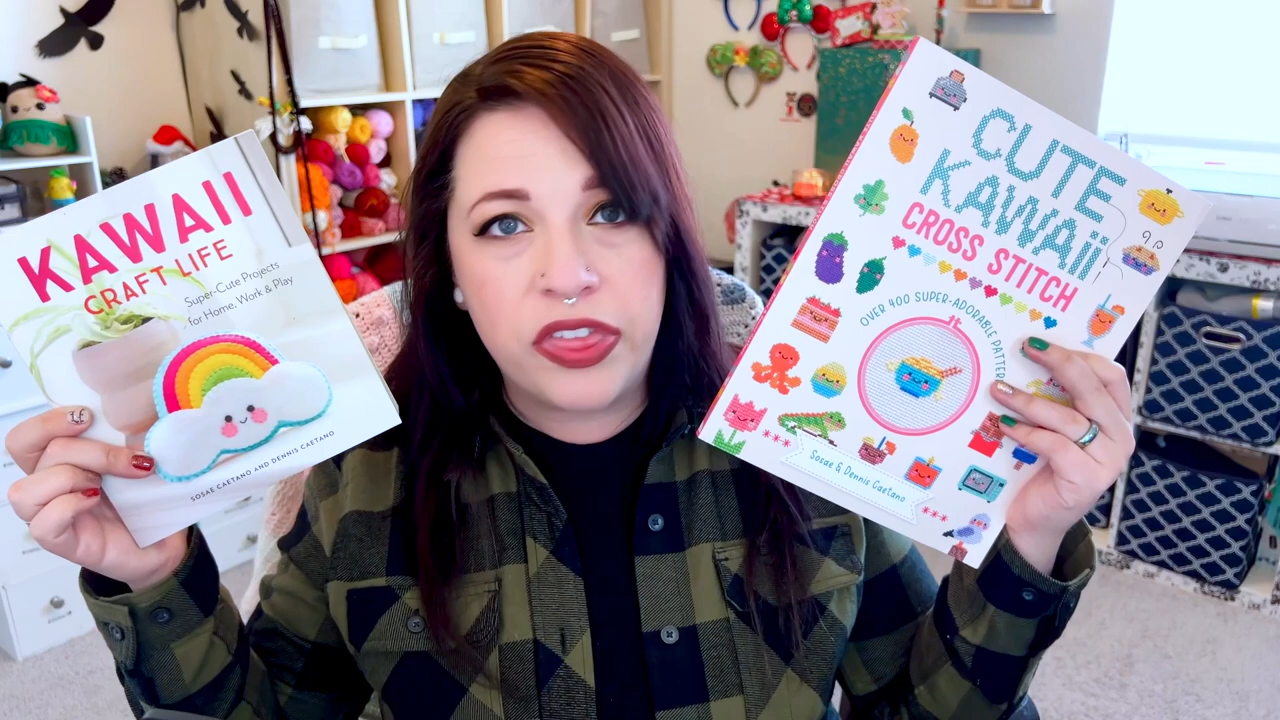 KAWAII
CRAFT LIFE
Super-Cute Projects
for Home, Work & Play
SOSAE CAETANO AND DENNIS CAETANO
CUTE
KAWAII
CROSS STITCH
OVER 400 SUPER-ADORABLE PATTER
Sosae & Dennis Caetano